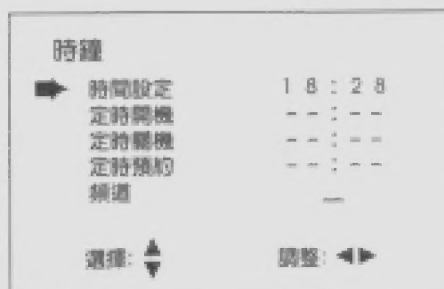 時鐘
時間設定 18:28
定時開機 --:--
定時關機 --:--
定時預約 --:--
頻道 _
選擇: 調整: